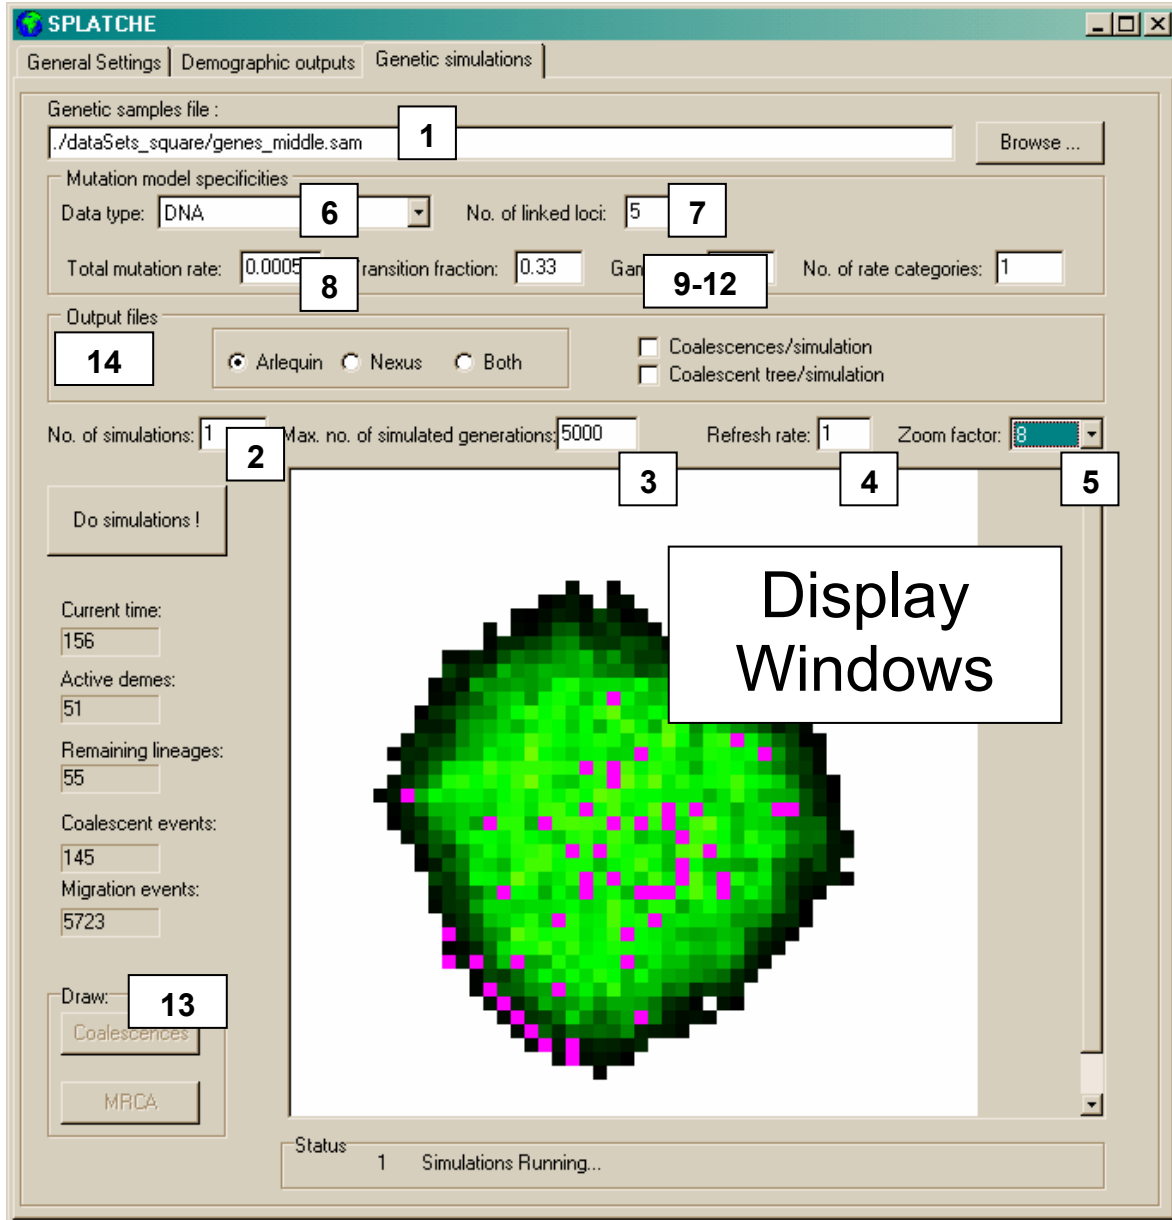 SPLATCHE
General Settings Demographic outputs Genetic simulations
Genetic samples file :
./dataSets_square/genes_middle.sam
1
Browse ...
Mutation model specificities
Data type: DNA
6
No. of linked loci: 5
7
Total mutation rate: 0.0005
8
ransition fraction: 0.33
9-12
No. of rate categories: 1
Output files
14
Arlequin Nexus Both
Coalescences/simulation
Coalescent tree/simulation
No. of simulations: 1
2
Max. no. of simulated generations: 5000
3
Refresh rate: 1
4
Zoom factor: 8
5
Do simulations !
Display
Windows
Current time:
156
Active demes:
51
Remaining lineages:
55
Coalescent events:
145
Migration events:
5723
Draw:
13
Coalescences
MRCA
Status
1 Simulations Running...